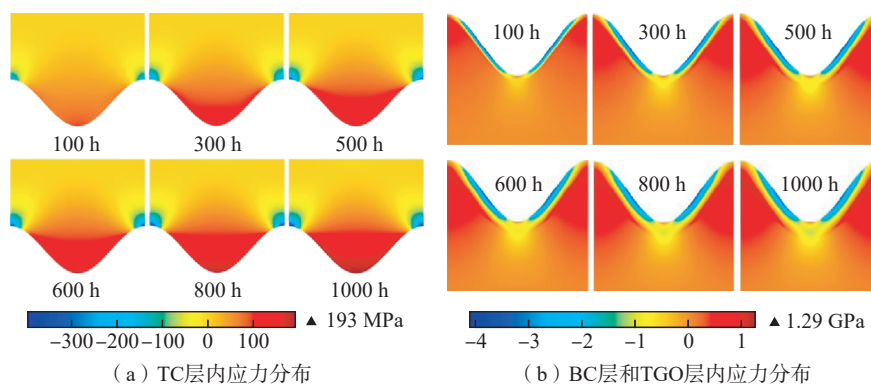 100 h 300 h 500 h
600 h 800 h 1000 h
▲ 193 MPa
−300 −200 −100 0 100
（a）TC层内应力分布
100 h 300 h 500 h
600 h 800 h 1000 h
▲ 1.29 GPa
−4 −3 −2 −1 0 1
（b）BC层和TGO层内应力分布